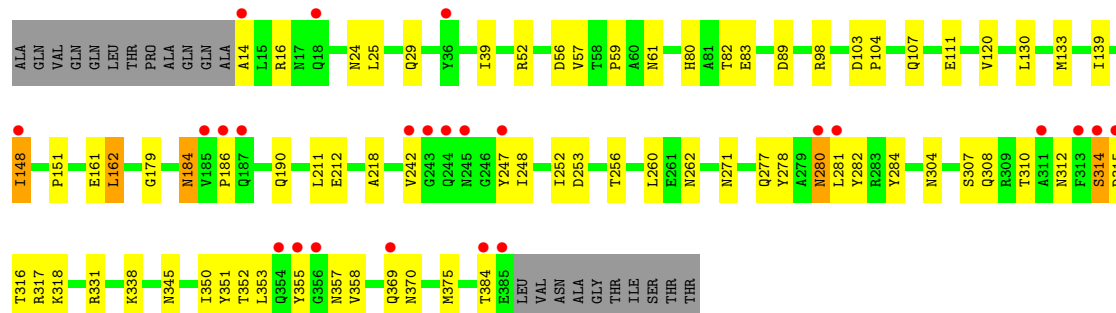 ALA GLN VAL GLN GLN LEU THR PRO ALA GLN GLN ALA A14 L15 R16 N17 Q18 N24 L25 Q29 Y36 I39 R52 D56 V57 T58 P59 A60 N61 H80 A81 T82 E83 D89 R98 D103 P104 Q107 E111 V120 L130 M133 I139
I148 P151 E161 L162 G179 N184 V185 P186 Q187 Q190 L211 E212 A218 V242 G243 Q244 N245 G246 Y247 I248 I252 D253 T256 L260 E261 N262 N271 Q277 Y278 A279 N280 L281 Y282 R283 Y284 N304 S307 Q308 R309 T310 A311 N312 F313 S314
T316 R317 K318 R331 K338 N345 I350 Y351 T352 L353 Q354 Y355 G356 N357 V358 Q369 N370 M375 T384 E385 LEU VAL ASN ALA GLY THR ILE SER THR THR